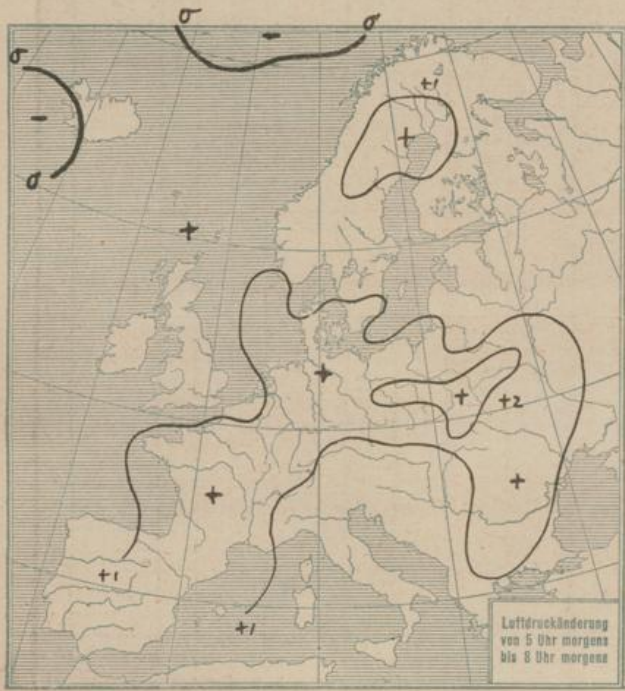 σ
σ
-
σ
+1
-
+
σ
+
+
+2
+
+
+
+1
+1
Luftdruckänderung
von 5 Uhr morgens
bis 8 Uhr morgens